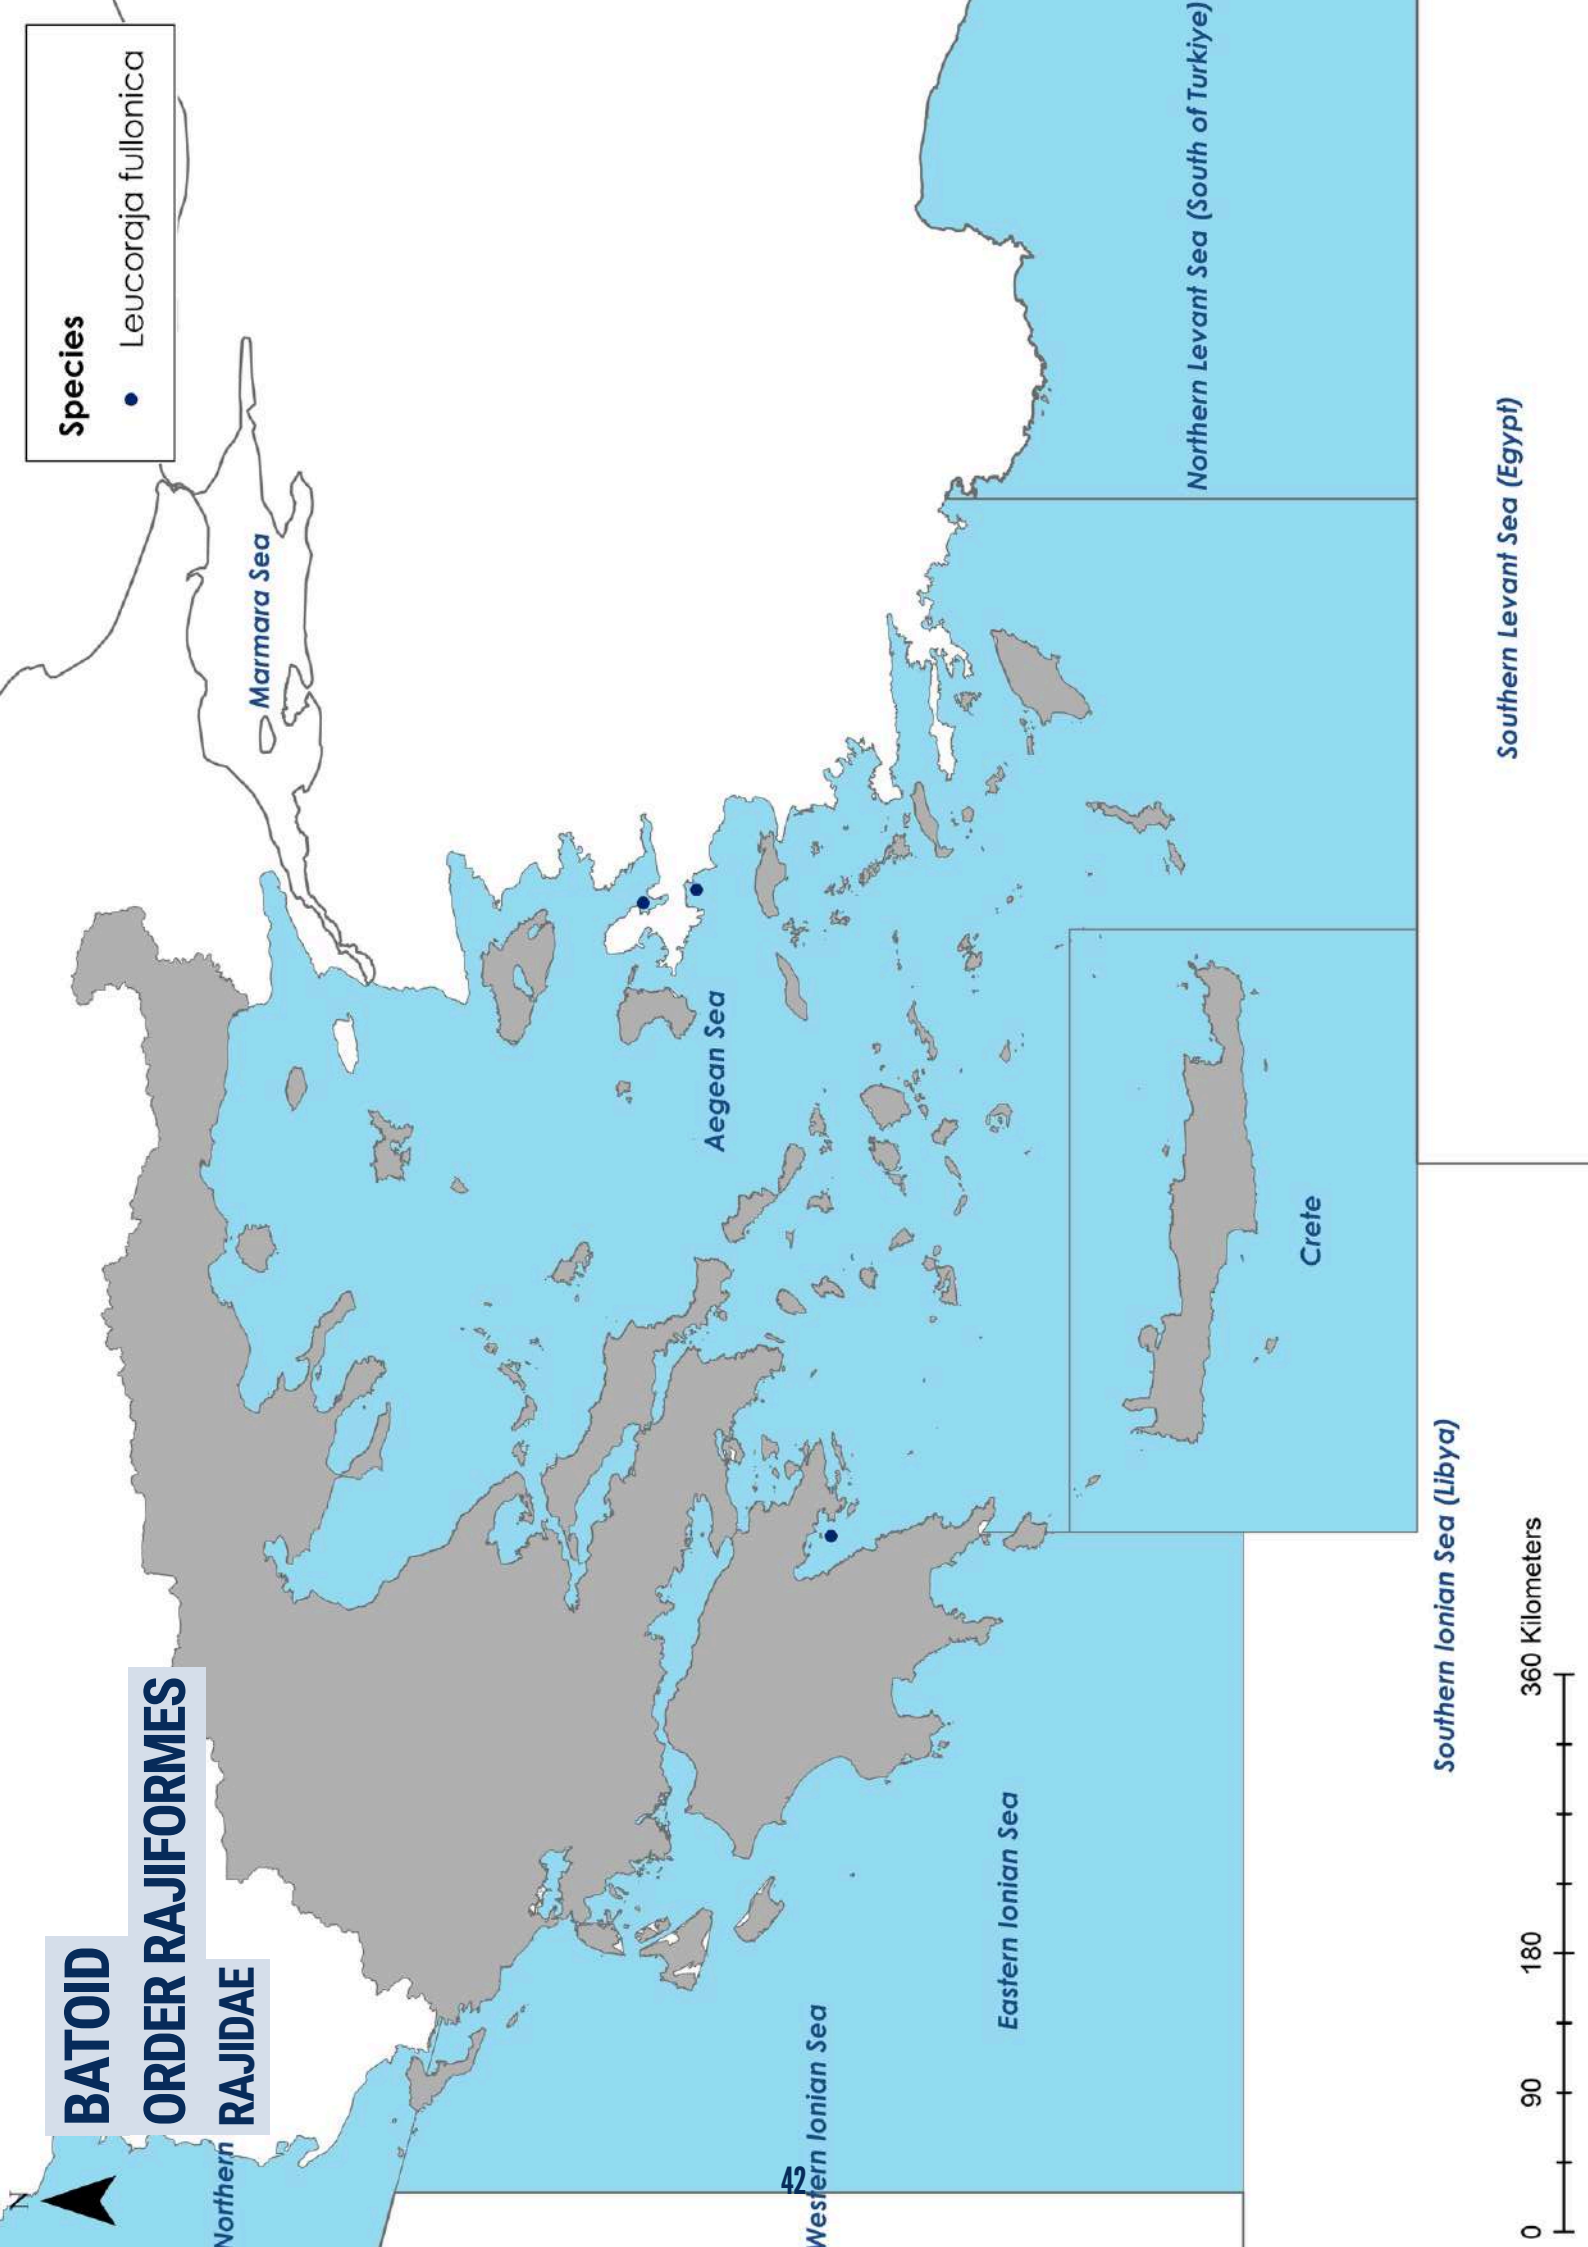 BATOID
ORDER RAJIFORMES
RAJIDAE
N
Species
Leucoraja fullonica
Northern
Marmara Sea
Aegean Sea
Western Ionian Sea
Eastern Ionian Sea
Crete
Northern Levant Sea (South of Turkiye)
Southern Ionian Sea (Libya)
Southern Levant Sea (Egypt)
0 90 180 360 Kilometers
42